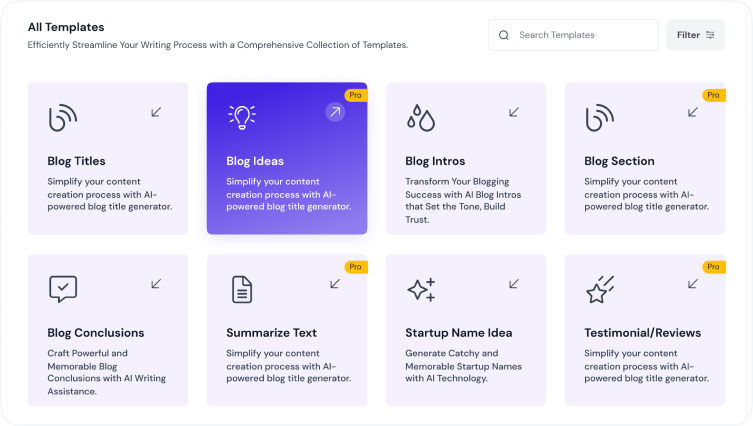 All Templates
Efficiently Streamline Your Writing Process with a Comprehensive Collection of Templates.
Search Templates
Filter
Blog Titles
Simplify your content
creation process with AI-
powered blog title generator.
Pro
Blog Ideas
Simplify your content
creation process with AI-
powered blog title generator.
Blog Intros
Transform Your Blogging
Success with AI Blog Intros
that Set the Tone, Build
Trust.
Pro
Blog Section
Simplify your content
creation process with AI-
powered blog title generator.
Blog Conclusions
Craft Powerful and
Memorable Blog
Conclusions with AI Writing
Assistance.
Pro
Summarize Text
Simplify your content
creation process with AI-
powered blog title generator.
Startup Name Idea
Generate Catchy and
Memorable Startup Names
with AI Technology.
Pro
Testimonial/Reviews
Simplify your content
creation process with AI-
powered blog title generator.